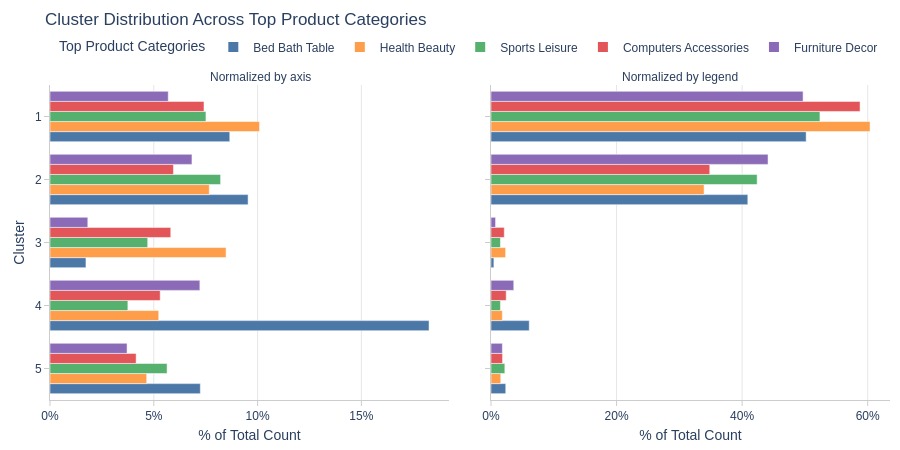 Cluster Distribution Across Top Product Categories
Top Product Categories Bed Bath Table Health Beauty Sports Leisure Computers Accessories Furniture Decor
Normalized by axis Normalized by legend
Cluster
1
2
3
4
5
0% 5% 10% 15% 0% 20% 40% 60%
% of Total Count % of Total Count